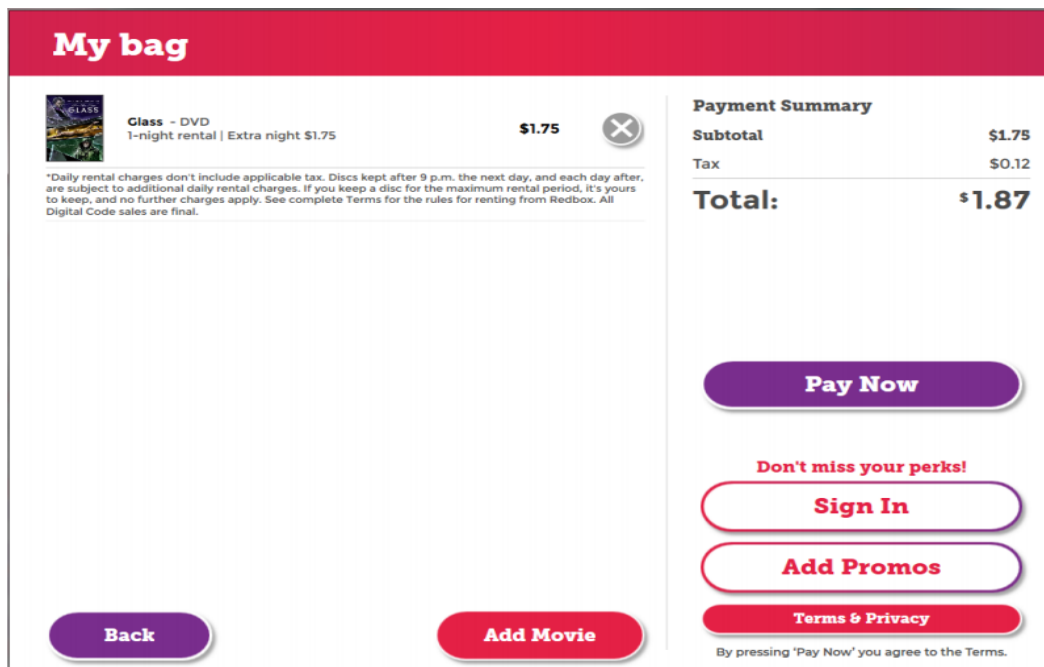 My bag
GLASS
Glass - DVD
1-night rental | Extra night $1.75
$1.75
*Daily rental charges don't include applicable tax. Discs kept after 9 p.m. the next day, and each day after,
are subject to additional daily rental charges. If you keep a disc for the maximum rental period, it's yours
to keep, and no further charges apply. See complete Terms for the rules for renting from Redbox. All
Digital Code sales are final.
Payment Summary
Subtotal $1.75
Tax $0.12
Total: $1.87
Pay Now
Don't miss your perks!
Sign In
Add Promos
Terms & Privacy
By pressing 'Pay Now' you agree to the Terms.
Back
Add Movie